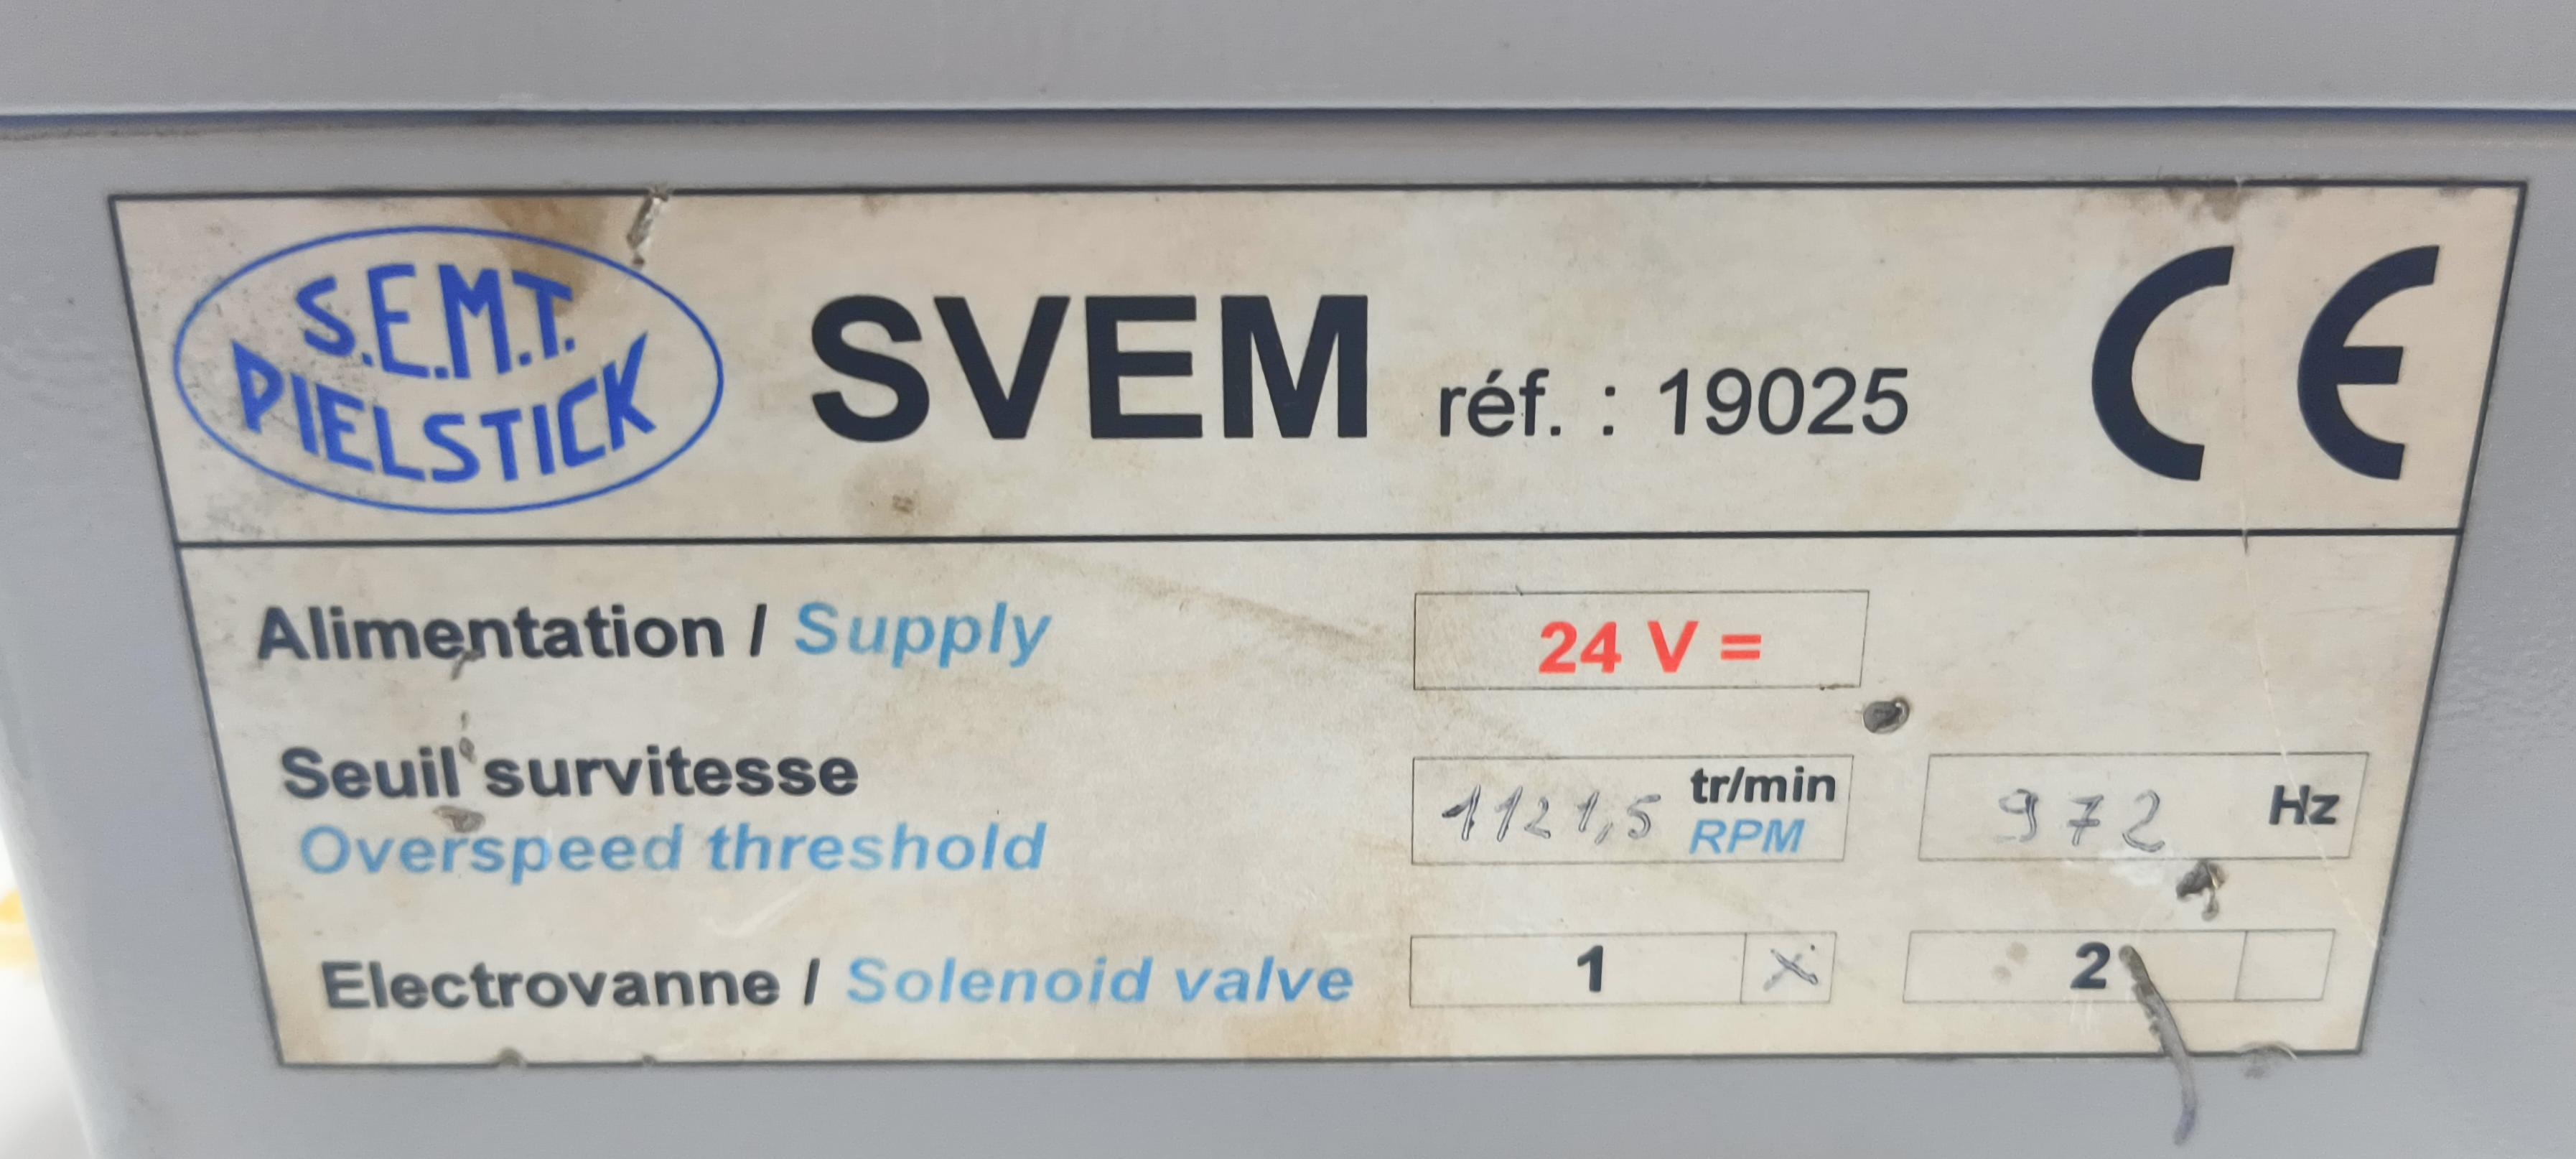 S.E.M.T.
PIELSTICK
SVEM réf. : 19025 CE
Alimentation / Supply 24 V =
Seuil survitesse
Overspeed threshold
1121,5 tr/min
RPM
972 Hz
Electrovanne / Solenoid valve 1 X 2